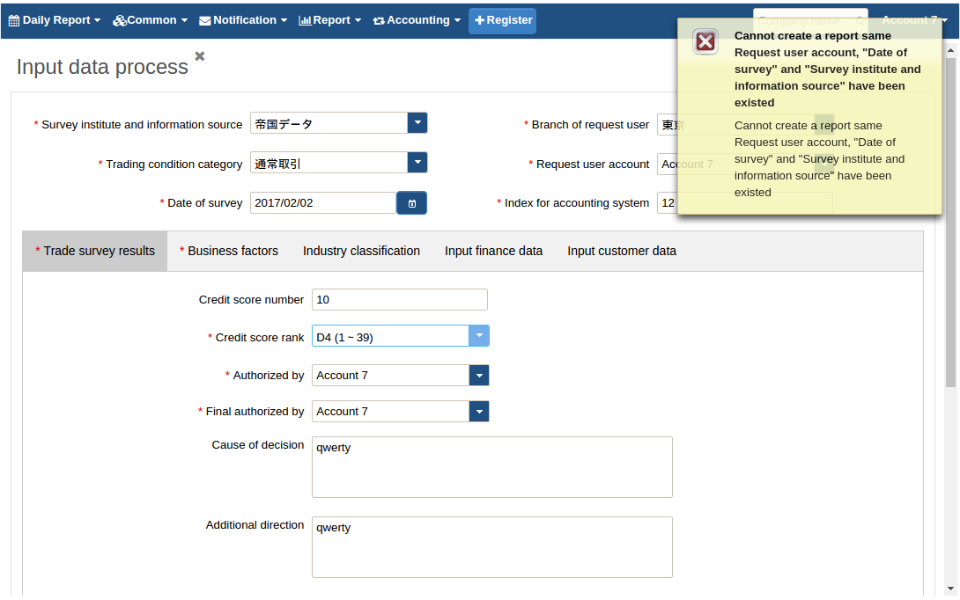 Daily Report Common Notification Report Accounting + Register Account 7
Input data process
Cannot create a report same
Request user account, "Date of
survey" and "Survey institute and
information source" have been
existed
Cannot create a report same
Request user account, "Date of
survey" and "Survey institute and
information source" have been
existed
* Survey institute and information source 帝国データ
* Branch of request user 東京
* Trading condition category 通常取引
* Request user account Account 7
* Date of survey 2017/02/02
* Index for accounting system 12
* Trade survey results * Business factors Industry classification Input finance data Input customer data
Credit score number 10
* Credit score rank D4 (1 ~ 39)
* Authorized by Account 7
* Final authorized by Account 7
Cause of decision qwerty
Additional direction qwerty